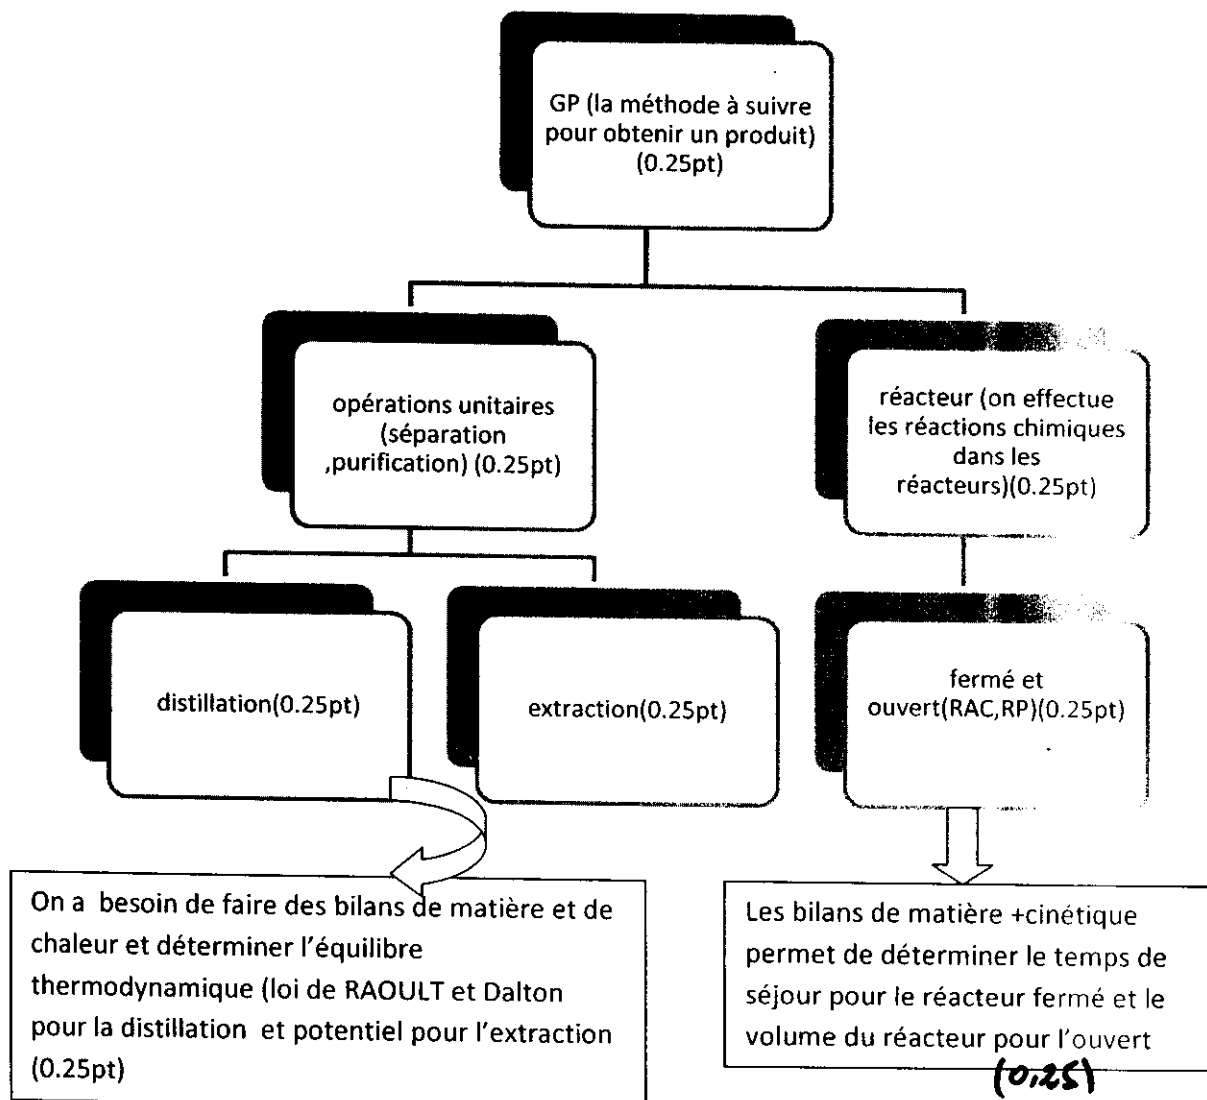 GP (la méthode à suivre
pour obtenir un produit)
(0.25pt)
opérations unitaires
(séparation
,purification) (0.25pt)
réacteur (on effectue
les réactions chimiques
dans les
réacteurs)(0.25pt)
distillation(0.25pt)
extraction(0.25pt)
fermé et
ouvert(RAC,RP)(0.25pt)
On a besoin de faire des bilans de matière et de
chaleur et déterminer l'équilibre
thermodynamique (loi de RAOULT et Dalton
pour la distillation et potentiel pour l'extraction
(0.25pt)
Les bilans de matière +cinétique
permet de déterminer le temps de
séjour pour le réacteur fermé et le
volume du réacteur pour l'ouvert
(0,25)